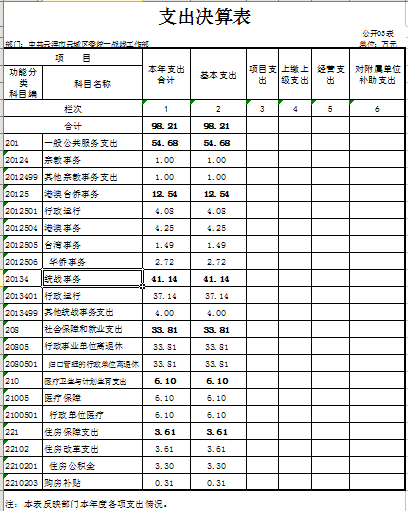 支出决算表
公开03表
部门：中共云浮市云城区委统一战线工作部 单位：万元
项 目 本年支出合计 基本支出 项目支出 上缴上级支出 经营支出 对附属单位补助支出
功能分类科目编 科目名称
栏次 1 2 3 4 5 6
合计 98.21 98.21
201 一般公共服务支出 54.68 54.68
20124 宗教事务 1.00 1.00
2012499 其他宗教事务支出 1.00 1.00
20125 港澳台侨事务 12.54 12.54
2012501 行政运行 4.08 4.08
2012504 港澳事务 4.25 4.25
2012505 台湾事务 1.49 1.49
2012506 华侨事务 2.72 2.72
20134 统战事务 41.14 41.14
2013401 行政运行 37.14 37.14
2013499 其他统战事务支出 4.00 4.00
208 社会保障和就业支出 33.81 33.81
20805 行政事业单位离退休 33.81 33.81
2080501 归口管理的行政单位离退休 33.81 33.81
210 医疗卫生与计划生育支出 6.10 6.10
21005 医疗保障 6.10 6.10
2100501 行政单位医疗 6.10 6.10
221 住房保障支出 3.61 3.61
22102 住房改革支出 3.61 3.61
2210201 住房公积金 3.30 3.30
2210203 购房补贴 0.31 0.31
注：本表反映部门本年度各项支出情况。